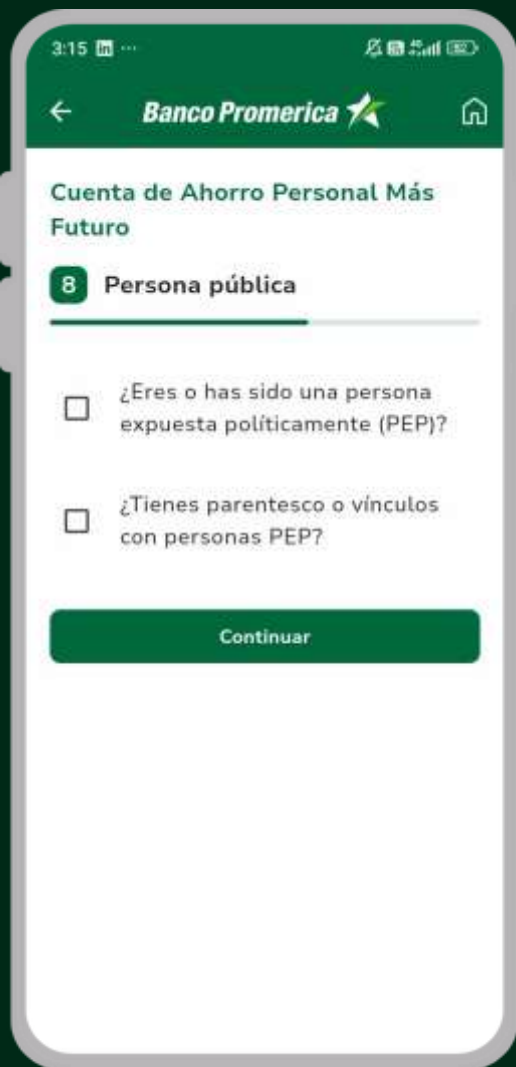 3:15
Banco Promerica
Cuenta de Ahorro Personal Más
Futuro
8 Persona pública
¿Eres o has sido una persona
expuesta políticamente (PEP)?
¿Tienes parentesco o vínculos
con personas PEP?
Continuar